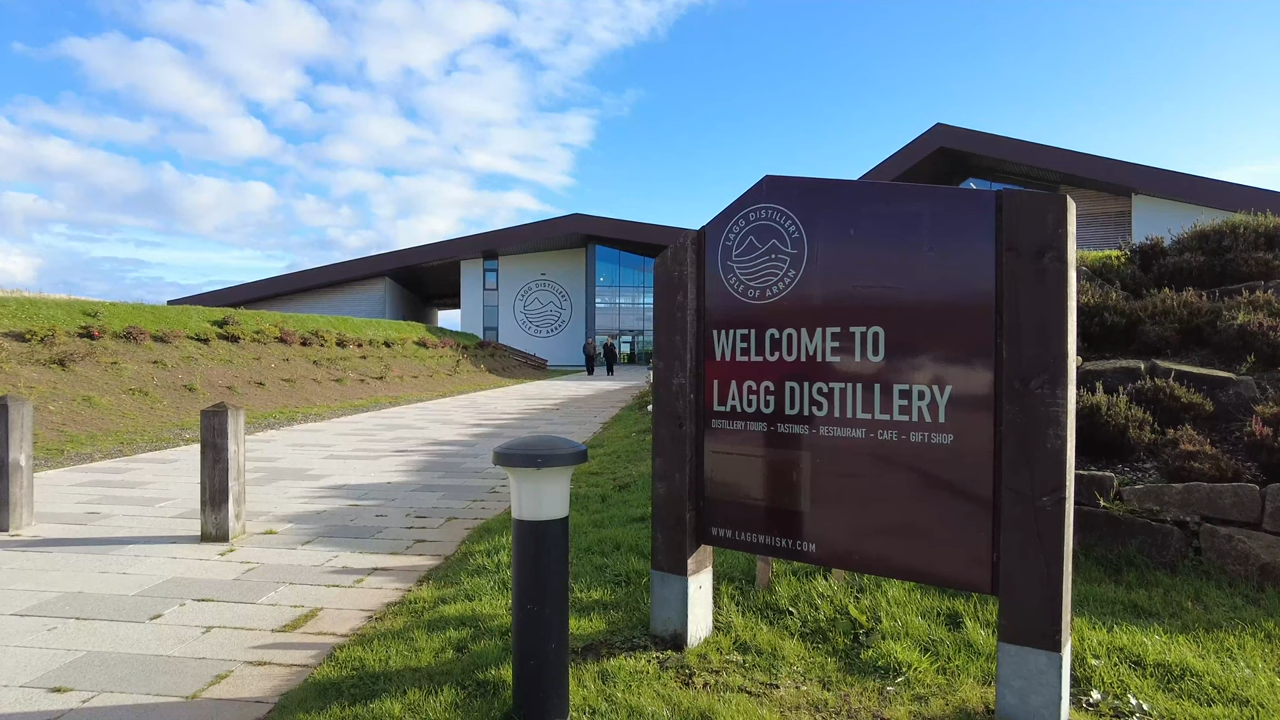 LAGG DISTILLERY
ISLE OF ARRAN
WELCOME TO
LAGG DISTILLERY
DISTILLERY TOURS - TASTINGS - RESTAURANT - CAFE - GIFT SHOP
WWW.LAGGWHISKY.COM
LAGG DISTILLERY
ISLE OF ARRAN